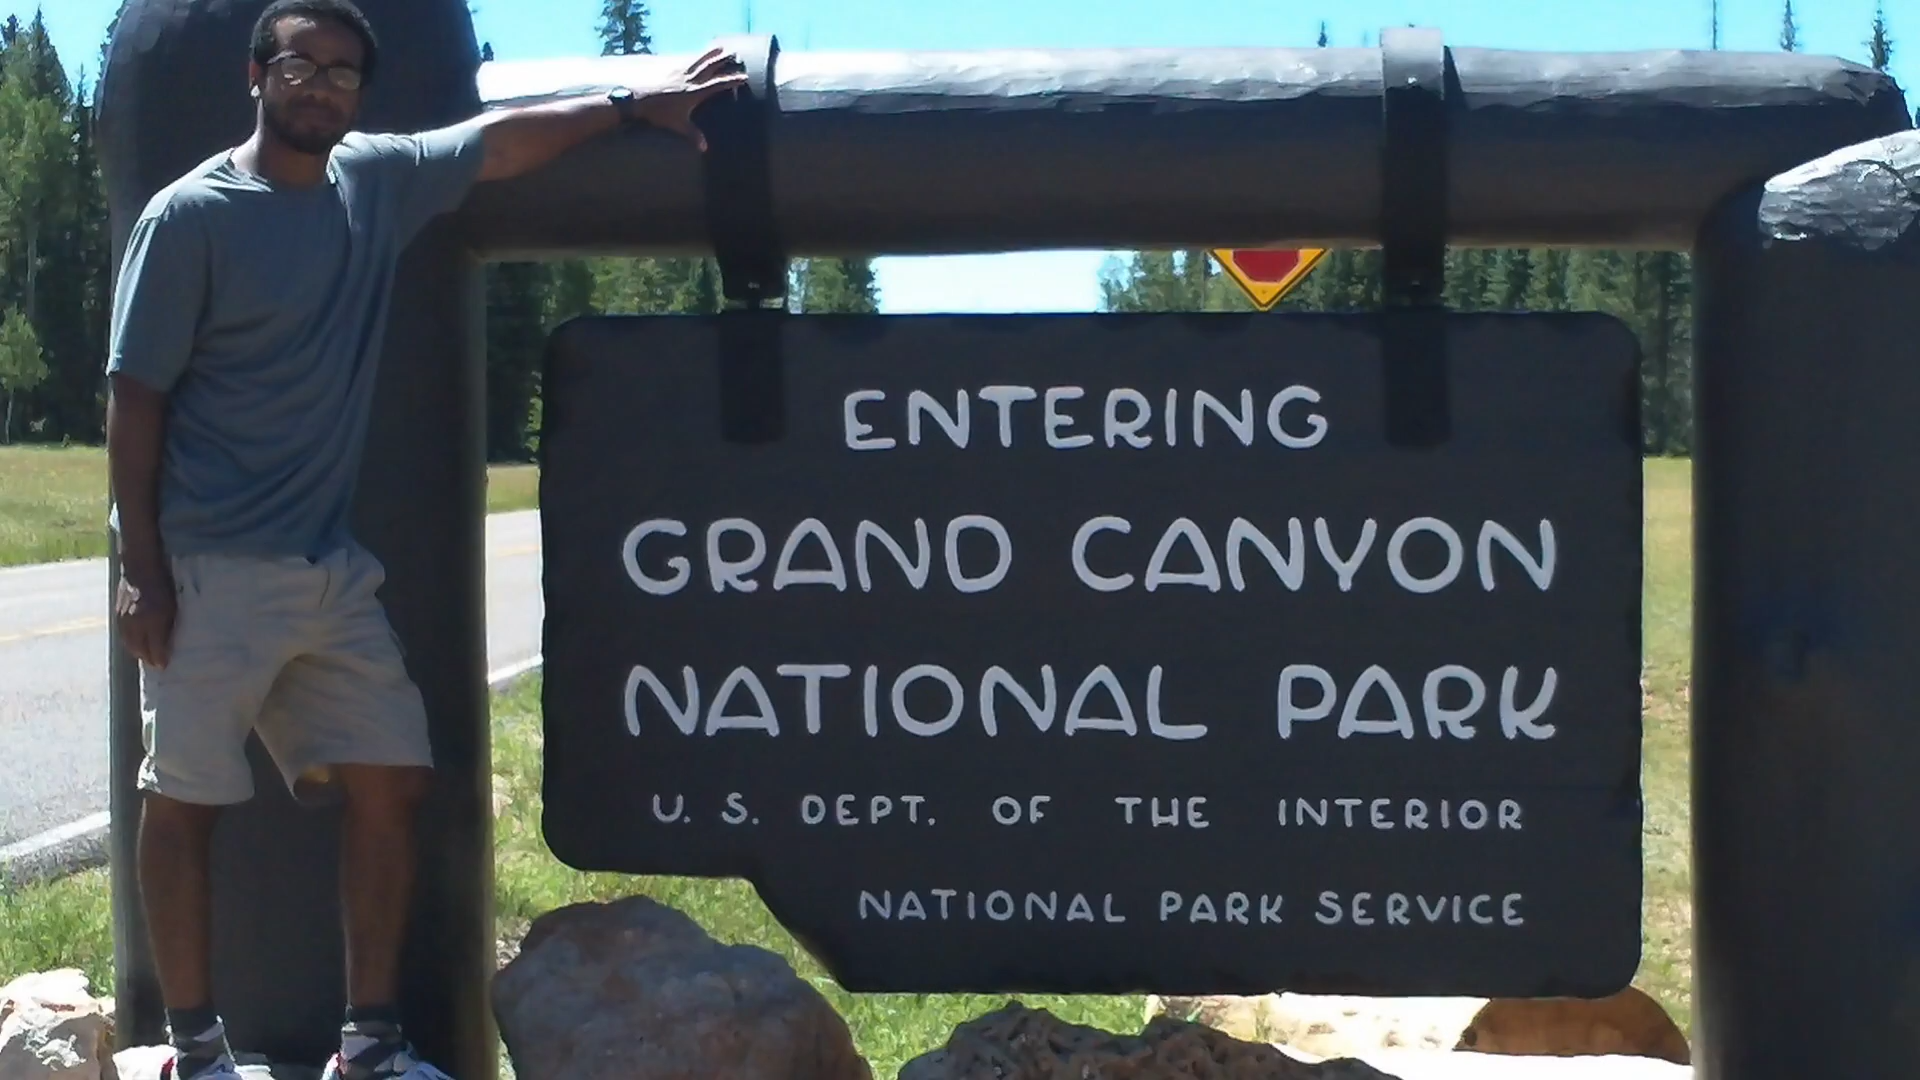 ENTERING
GRAND CANYON
NATIONAL PARK
U. S. DEPT. OF THE INTERIOR
NATIONAL PARK SERVICE